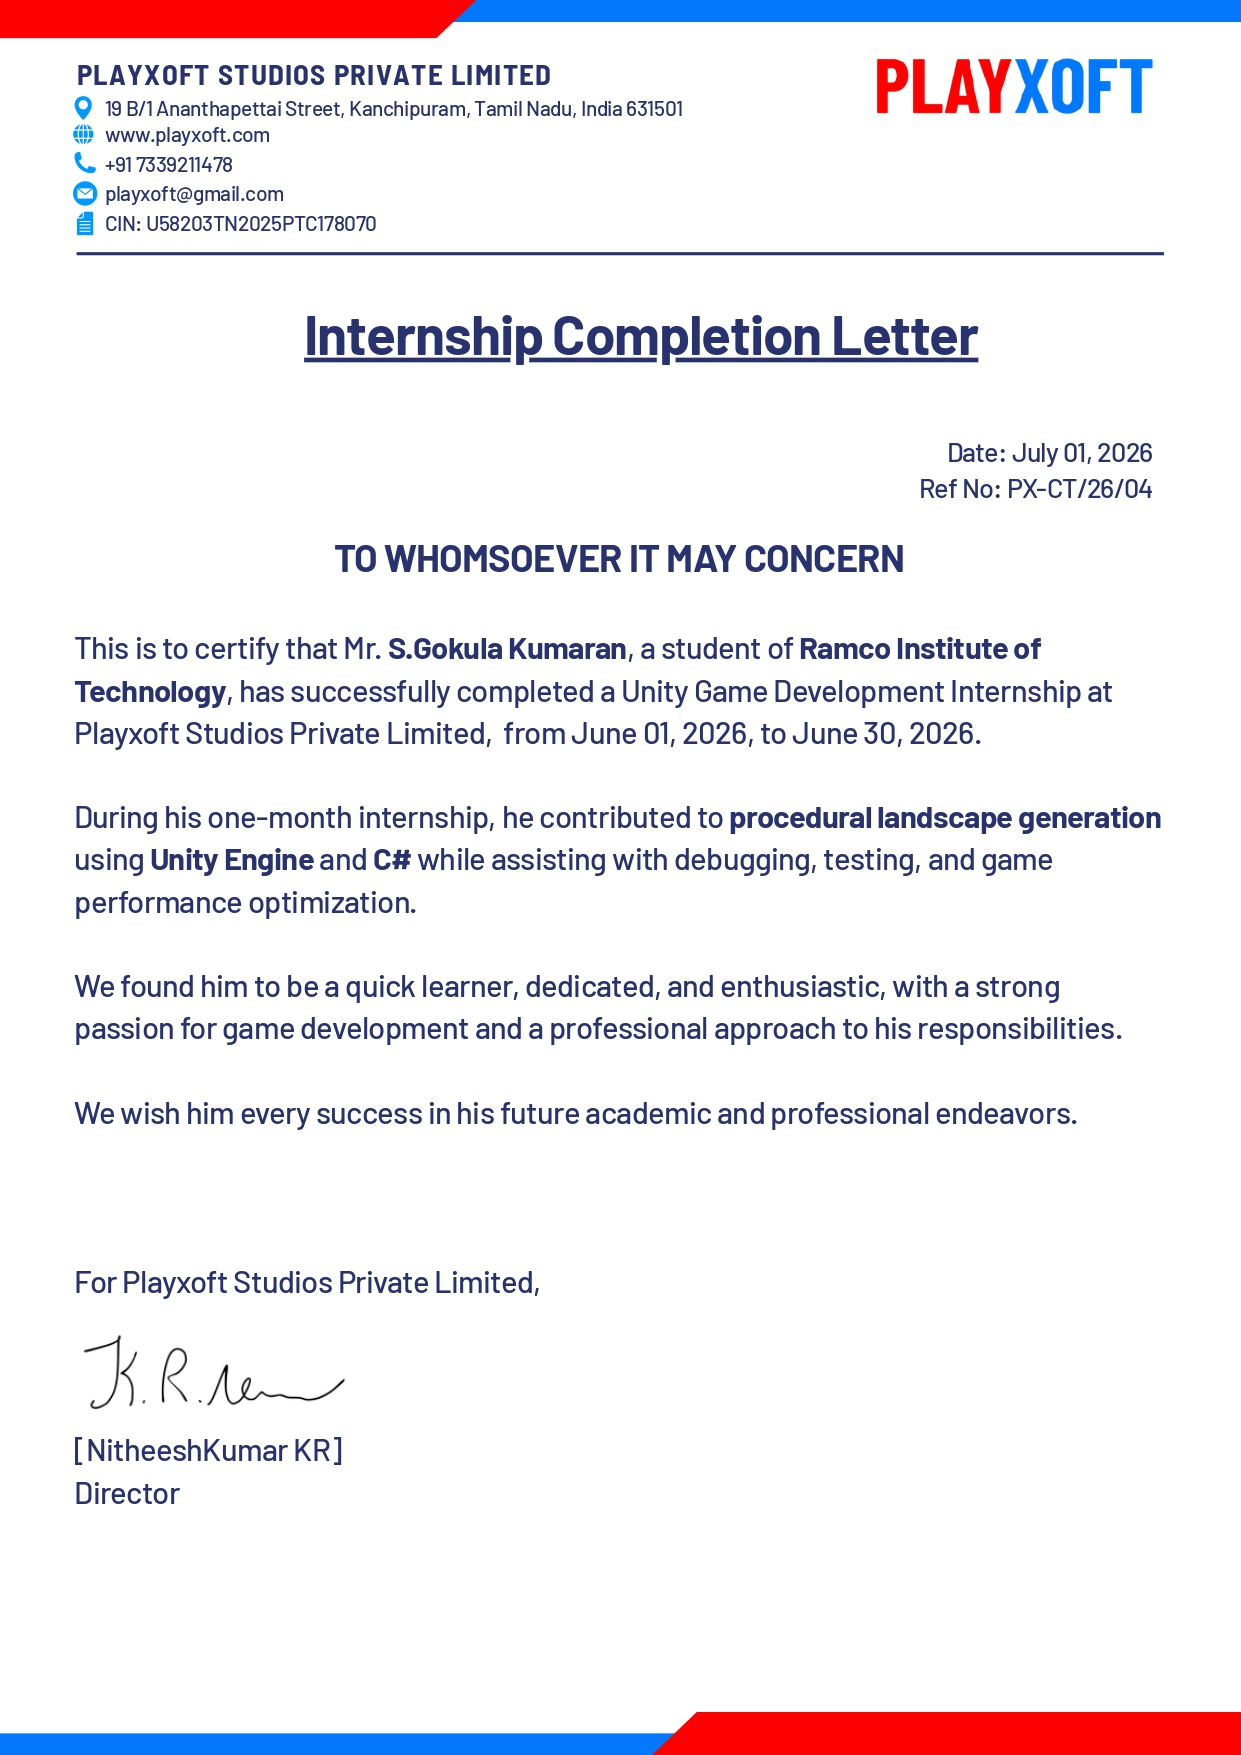 PLAYXOFT STUDIOS PRIVATE LIMITED
PLAYXOFT
19 B/1 Ananthapettai Street, Kanchipuram, Tamil Nadu, India 631501
www.playxoft.com
+91 7339211478
playxoft@gmail.com
CIN: U58203TN2025PTC178070
Internship Completion Letter
Date: July 01, 2026
Ref No: PX-CT/26/04
TO WHOMSOEVER IT MAY CONCERN
This is to certify that Mr. S.Gokula Kumaran, a student of Ramco Institute of
Technology, has successfully completed a Unity Game Development Internship at
Playxoft Studios Private Limited,  from June 01, 2026, to June 30, 2026.
During his one-month internship, he contributed to procedural landscape generation
using Unity Engine and C# while assisting with debugging, testing, and game
performance optimization.
We found him to be a quick learner, dedicated, and enthusiastic, with a strong
passion for game development and a professional approach to his responsibilities.
We wish him every success in his future academic and professional endeavors.
For Playxoft Studios Private Limited,
K.R.
[NitheeshKumar KR]
Director